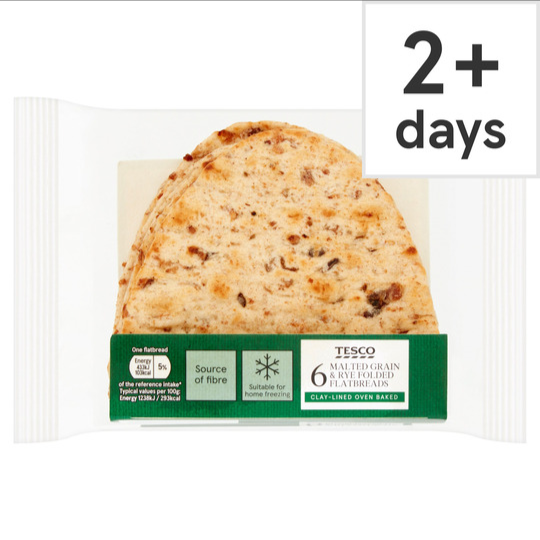 2+
days
One flatbread
Energy
433kJ
103kcal
5%
of the reference intake*
Typical values per 100g:
Energy 1238kJ / 293kcal
Source
of fibre
Suitable for
home freezing
TESCO
6
MALTED GRAIN
& RYE FOLDED
FLATBREADS
CLAY-LINED OVEN BAKED